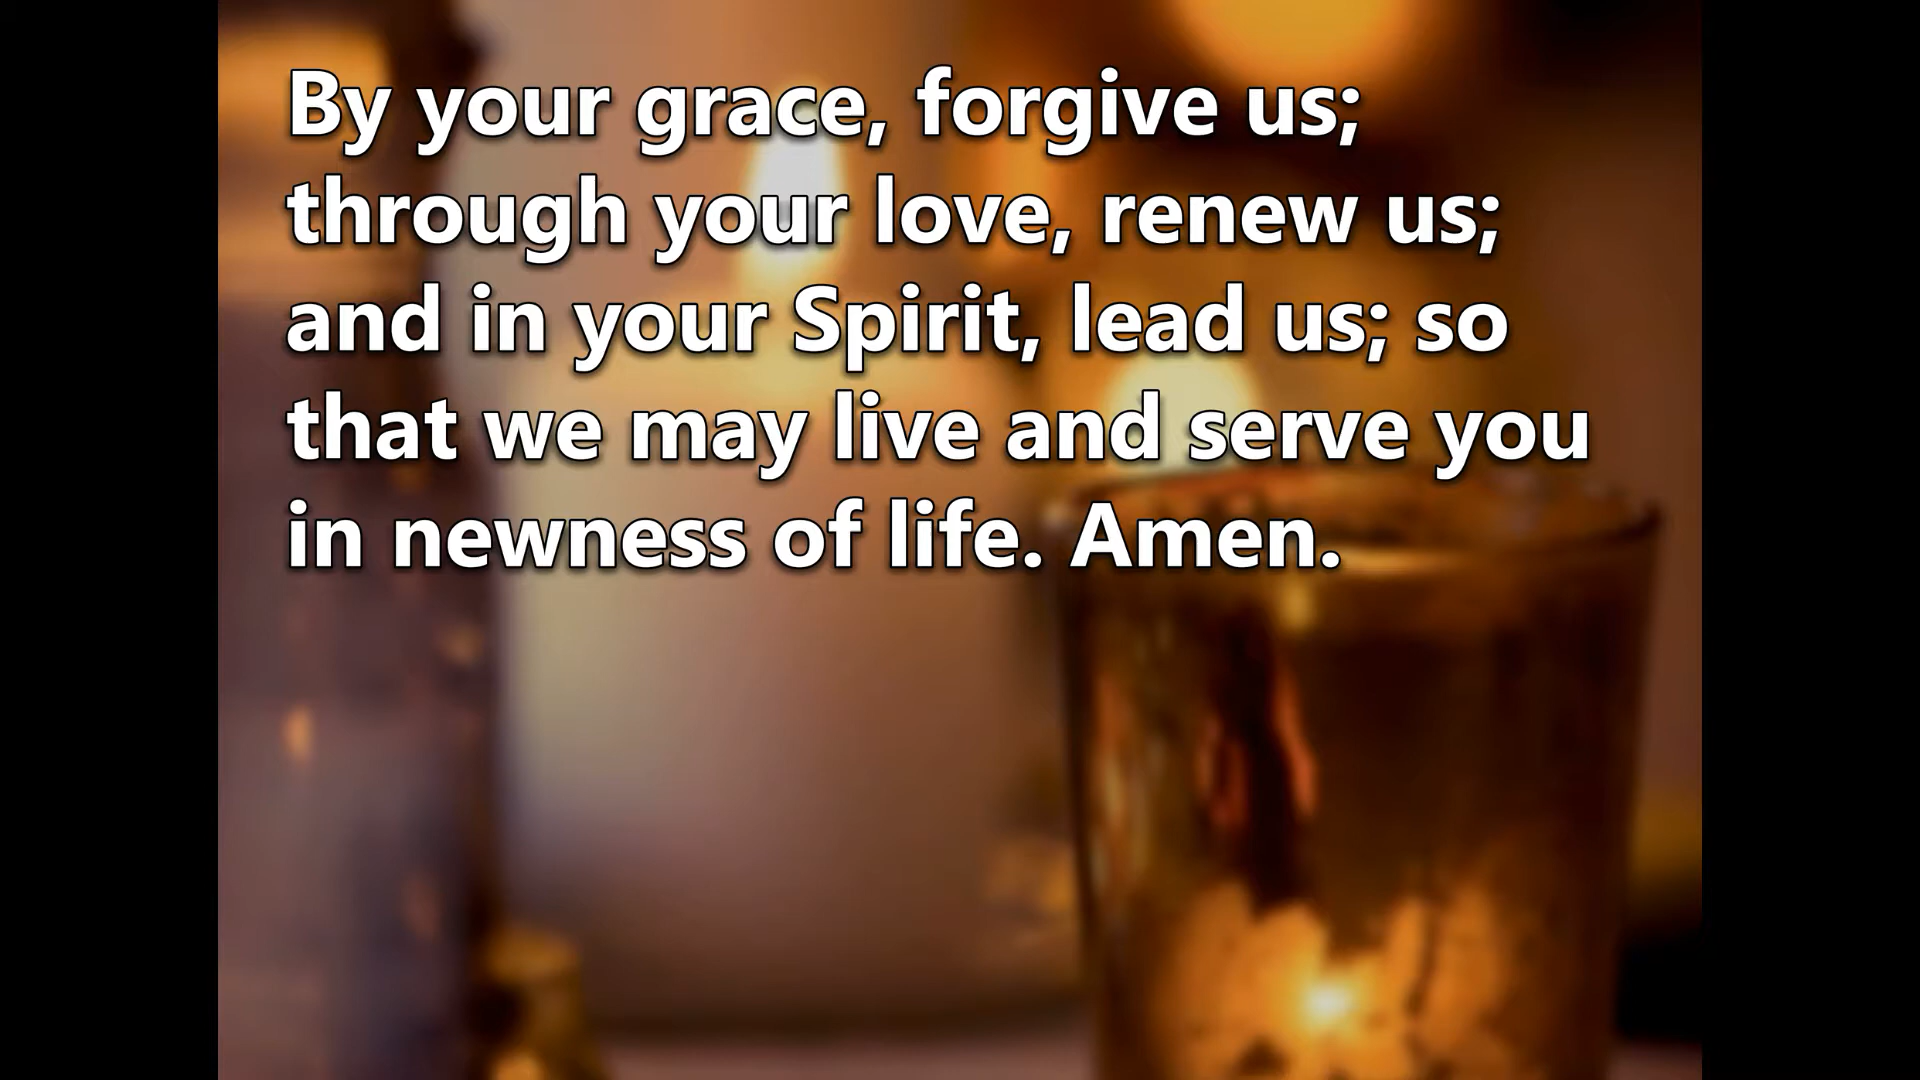 By your grace, forgive us;
through your love, renew us;
and in your Spirit, lead us; so
that we may live and serve you
in newness of life. Amen.